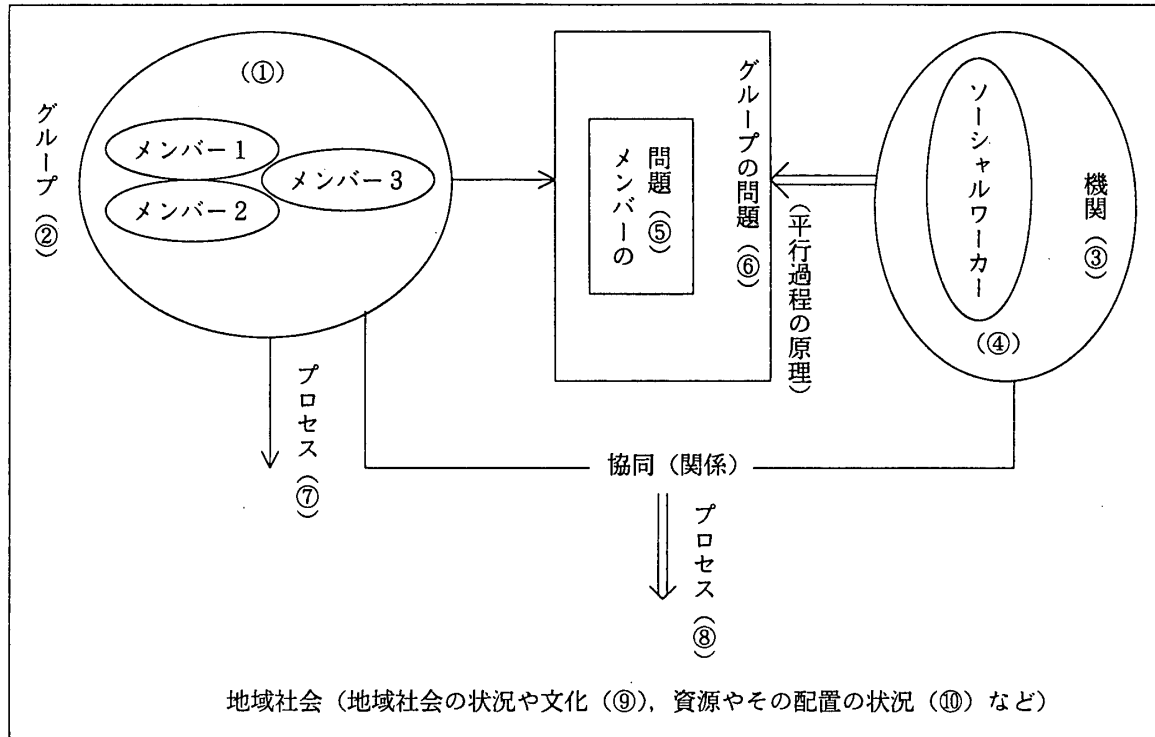 (①)
グループ(②)
メンバー1
メンバー2
メンバー3
メンバーの
問題(⑤)
グループの問題(⑥)
(平行過程の原理)
ソーシャルワーカー
(④)
機関(③)
プロセス(⑦)
協同(関係)
プロセス(⑧)
地域社会(地域社会の状況や文化(⑨),資源やその配置の状況(⑩)など)